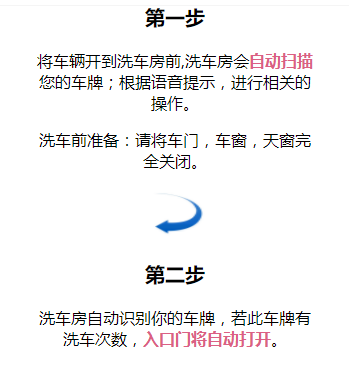 第一步
将车辆开到洗车房前,洗车房会自动扫描
您的车牌；根据语音提示，进行相关的
操作。
洗车前准备：请将车门，车窗，天窗完
全关闭。
第二步
洗车房自动识别你的车牌，若此车牌有
洗车次数，入口门将自动打开。